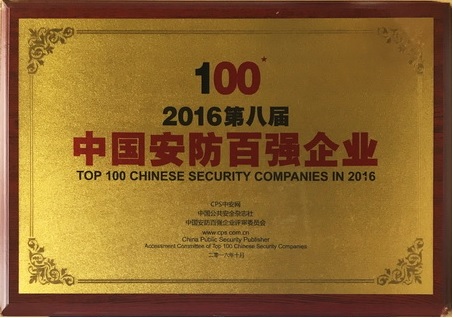 100+
2016第八届
中国安防百强企业
TOP 100 CHINESE SECURITY COMPANIES IN 2016
CPS中安网
中国公共安全杂志社
中国安防百强企业评审委员会
www.cps.com.cn
China Public Security Publisher
Accessment Committee of Top 100 Chinese Security Companies
二零一六年十月